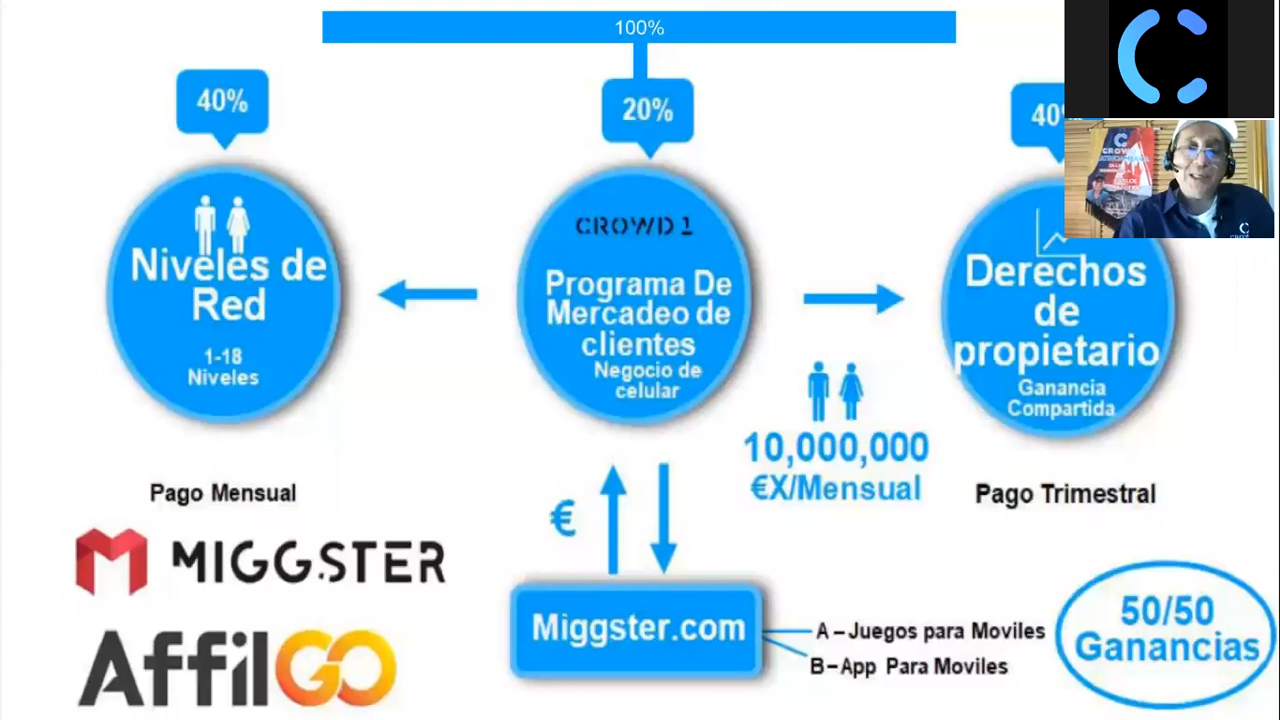 100%
40%
20%
40
Niveles de
Red
1-18
Niveles
CROWD 1
Programa De
Mercadeo de
clientes
Negocio de
celular
Derechos
de
propietario
Ganancia
Compartida
10,000,000
€X/Mensual
Pago Mensual
Pago Trimestral
€
MIGGSTER
AffilGO
Miggster.com
A – Juegos para Moviles
B – App Para Moviles
50/50
Ganancias